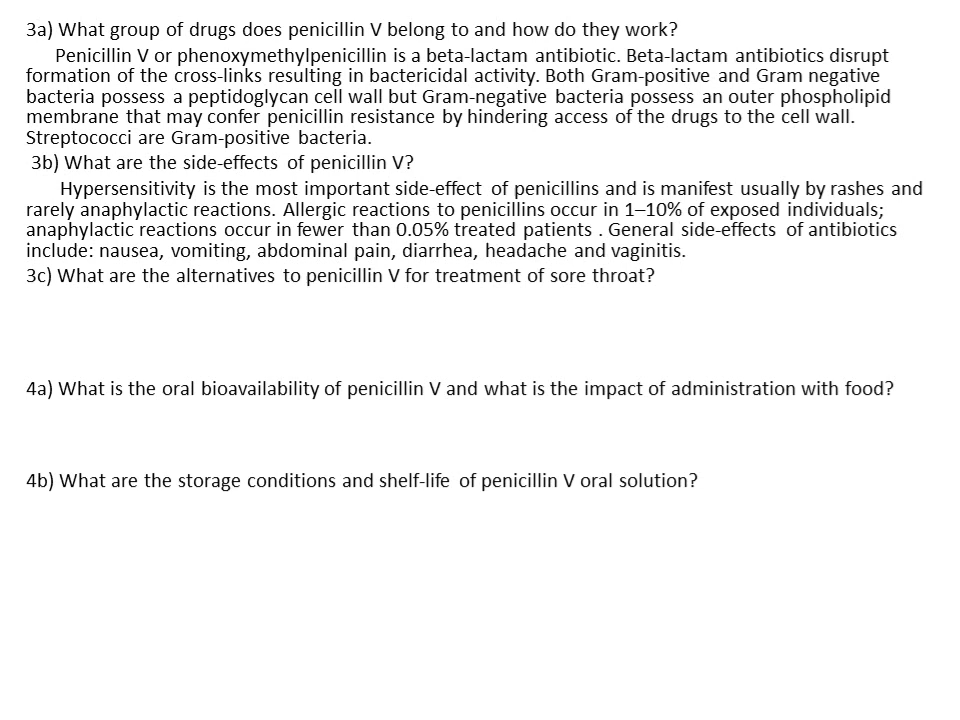 3a) What group of drugs does penicillin V belong to and how do they work?
Penicillin V or phenoxymethylpenicillin is a beta-lactam antibiotic. Beta-lactam antibiotics disrupt
formation of the cross-links resulting in bactericidal activity. Both Gram-positive and Gram negative
bacteria possess a peptidoglycan cell wall but Gram-negative bacteria possess an outer phospholipid
membrane that may confer penicillin resistance by hindering access of the drugs to the cell wall.
Streptococci are Gram-positive bacteria.
3b) What are the side-effects of penicillin V?
Hypersensitivity is the most important side-effect of penicillins and is manifest usually by rashes and
rarely anaphylactic reactions. Allergic reactions to penicillins occur in 1–10% of exposed individuals;
anaphylactic reactions occur in fewer than 0.05% treated patients . General side-effects of antibiotics
include: nausea, vomiting, abdominal pain, diarrhea, headache and vaginitis.
3c) What are the alternatives to penicillin V for treatment of sore throat?
4a) What is the oral bioavailability of penicillin V and what is the impact of administration with food?
4b) What are the storage conditions and shelf-life of penicillin V oral solution?